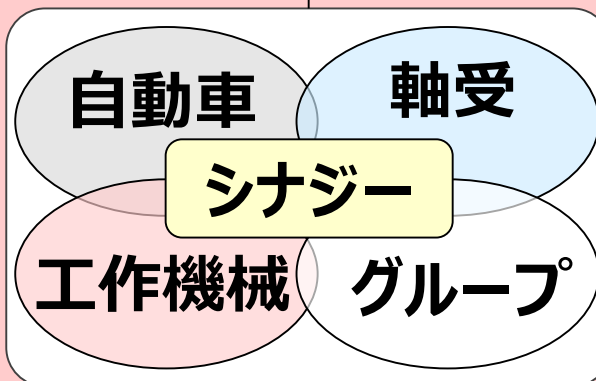 自動車
軸受
シナジー
工作機械
グループ